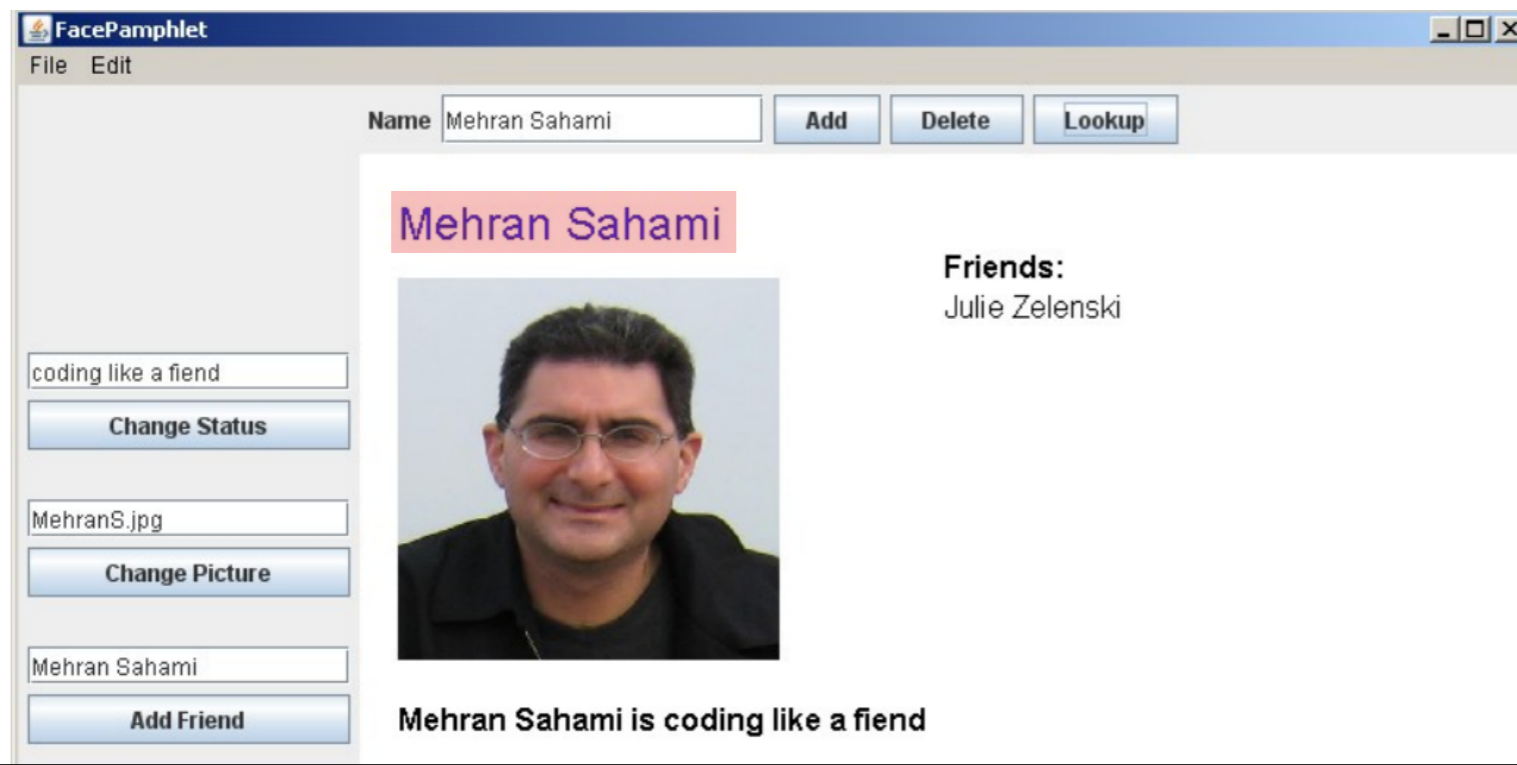 FacePamphlet
File Edit
Name Mehran Sahami Add Delete Lookup
Mehran Sahami
Friends:
Julie Zelenski
coding like a fiend
Change Status
MehranS.jpg
Change Picture
Mehran Sahami
Add Friend
Mehran Sahami is coding like a fiend